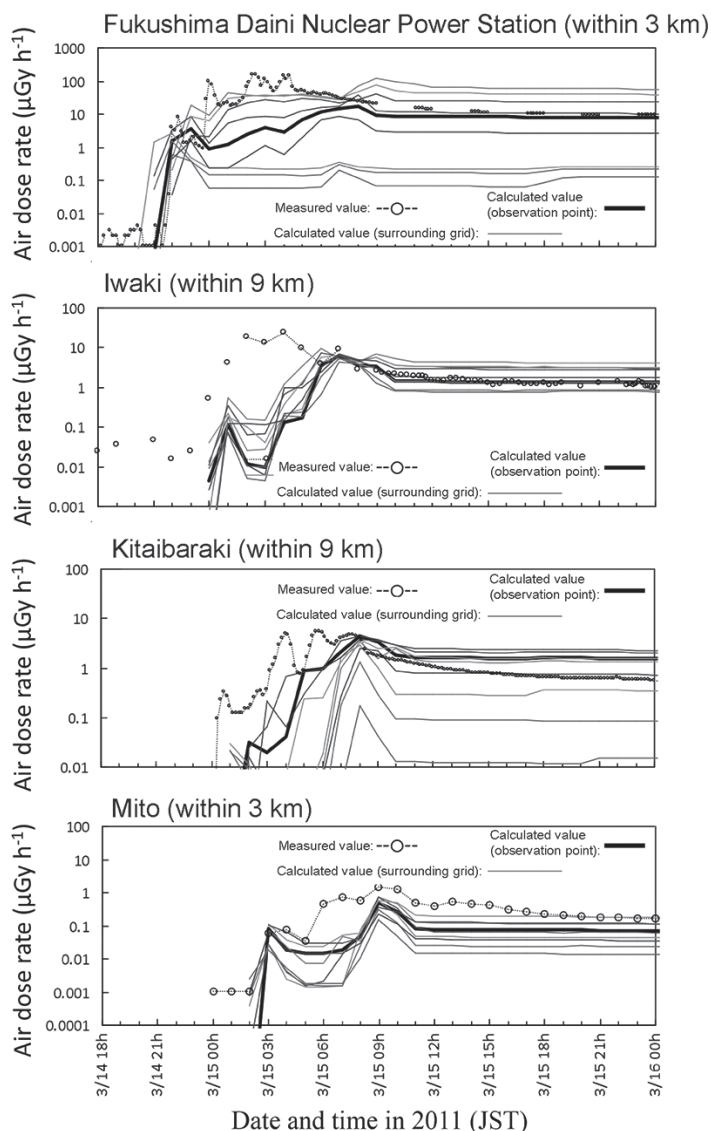 Fukushima Daini Nuclear Power Station (within 3 km)
Air dose rate (µGy h⁻¹)
1000
100
10
1
0.1
0.01
0.001
Measured value:
Calculated value
(observation point):
Calculated value (surrounding grid):
Iwaki (within 9 km)
Air dose rate (µGy h⁻¹)
100
10
1
0.1
0.01
0.001
Measured value:
Calculated value
(observation point):
Calculated value (surrounding grid):
Kitaibaraki (within 9 km)
Air dose rate (µGy h⁻¹)
100
10
1
0.1
0.01
Measured value:
Calculated value
(observation point):
Calculated value (surrounding grid):
Mito (within 3 km)
Air dose rate (µGy h⁻¹)
100
10
1
0.1
0.01
0.001
0.0001
Measured value:
Calculated value
(observation point):
Calculated value (surrounding grid):
3/14 18h
3/14 21h
3/15 00h
3/15 03h
3/15 06h
3/15 09h
3/15 12h
3/15 15h
3/15 18h
3/15 21h
3/16 00h
Date and time in 2011 (JST)